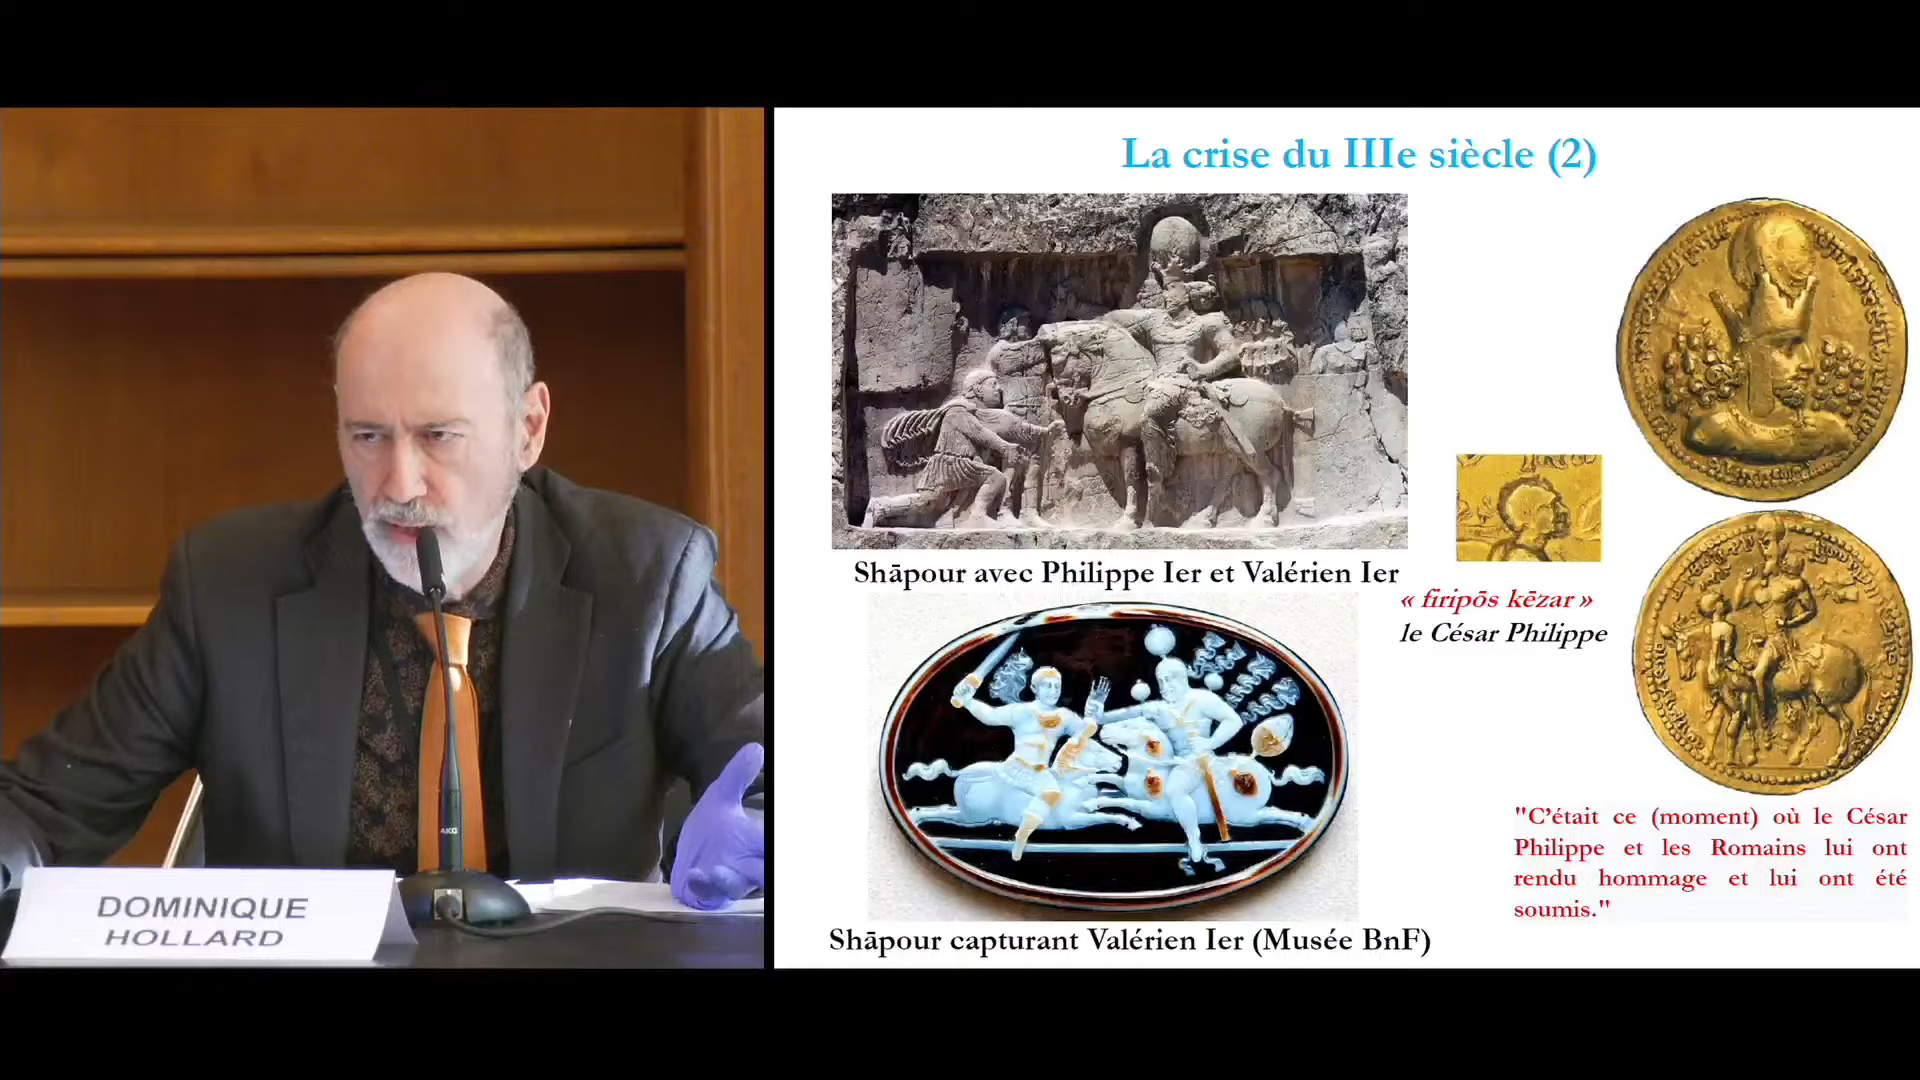 La crise du IIIe siècle (2)
Shāpour avec Philippe Ier et Valérien Ier
« firipōs kēzar »
le César Philippe
"C’était ce (moment) où le César
Philippe et les Romains lui ont
rendu hommage et lui ont été
soumis."
Shāpour capturant Valérien Ier (Musée BnF)
AKG
DOMINIQUE
HOLLARD